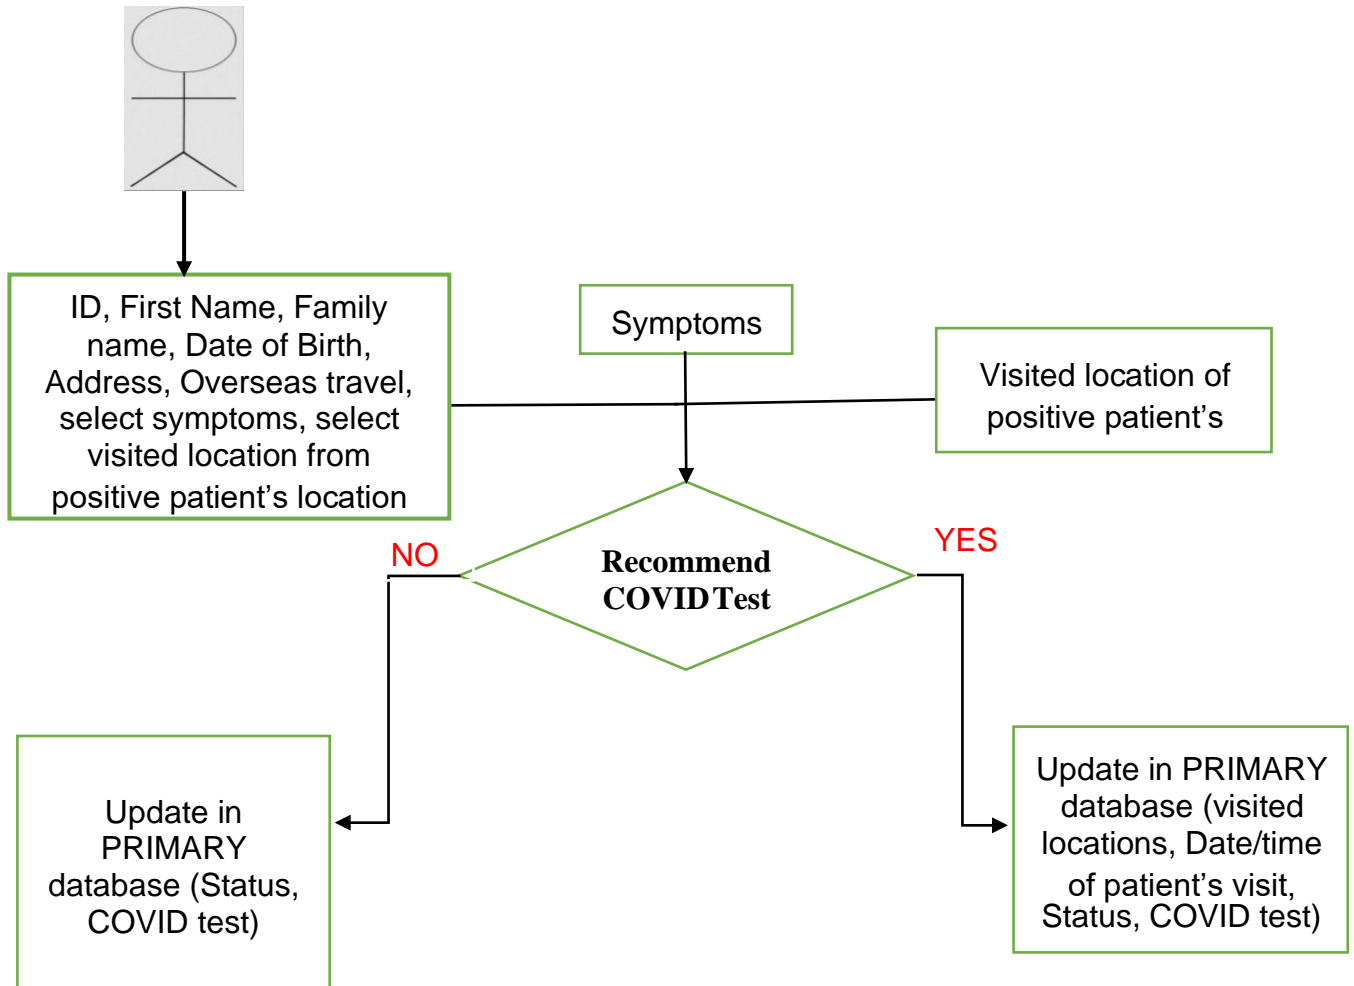 ID, First Name, Family
name, Date of Birth,
Address, Overseas travel,
select symptoms, select
visited location from
positive patient’s location
Symptoms
Visited location of
positive patient’s
NO
YES
Recommend
COVID Test
Update in
PRIMARY
database (Status,
COVID test)
Update in PRIMARY
database (visited
locations, Date/time
of patient’s visit,
Status, COVID test)